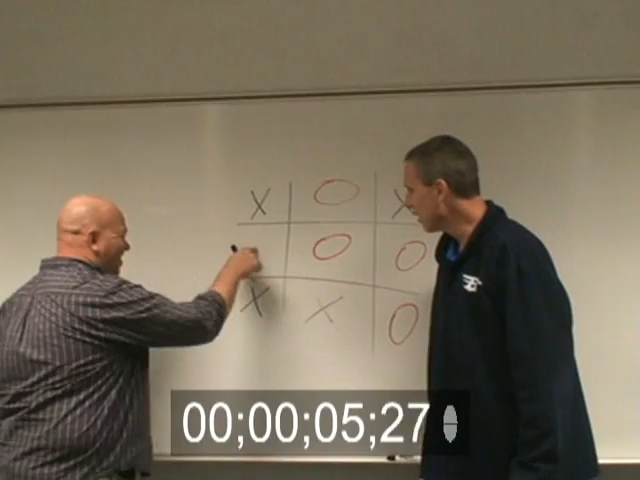 X O X
O O
X X O
00;00;05;27